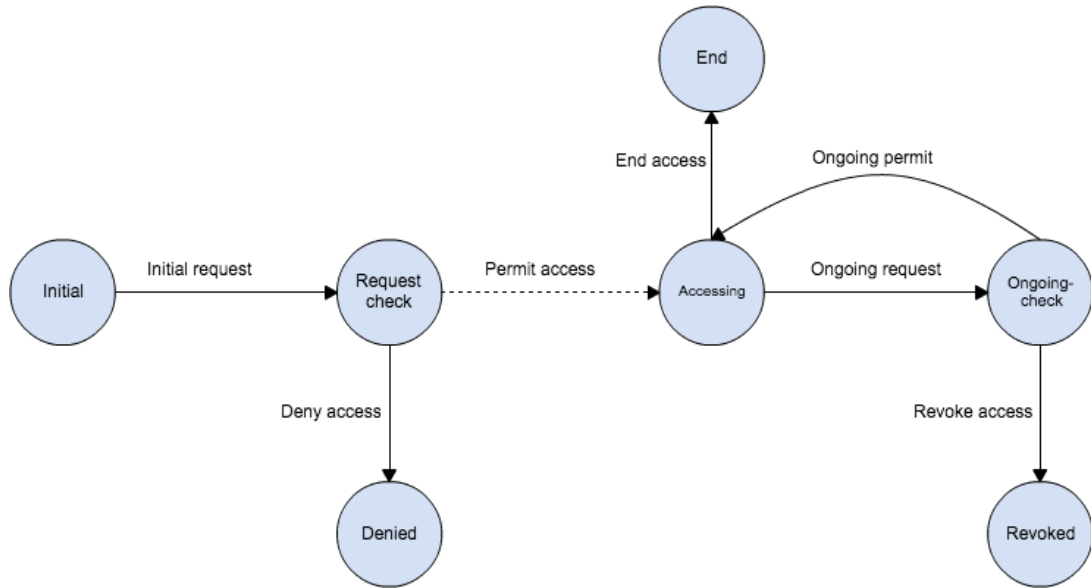 End
End access
Ongoing permit
Initial
Initial request
Request
check
Permit access
Accessing
Ongoing request
Ongoing-
check
Deny access
Revoke access
Denied
Revoked